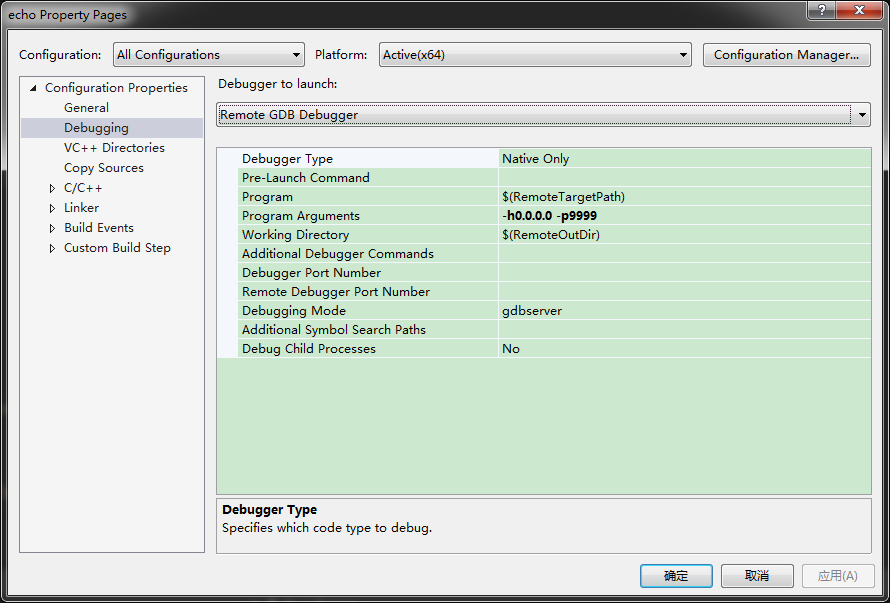 echo Property Pages
Configuration: All Configurations Platform: Active(x64) Configuration Manager...
Configuration Properties
General
Debugging
VC++ Directories
Copy Sources
C/C++
Linker
Build Events
Custom Build Step
Debugger to launch:
Remote GDB Debugger
Debugger Type Native Only
Pre-Launch Command
Program $(RemoteTargetPath)
Program Arguments -h0.0.0.0 -p9999
Working Directory $(RemoteOutDir)
Additional Debugger Commands
Debugger Port Number
Remote Debugger Port Number
Debugging Mode gdbserver
Additional Symbol Search Paths
Debug Child Processes No
Debugger Type
Specifies which code type to debug.
确定 取消 应用(A)